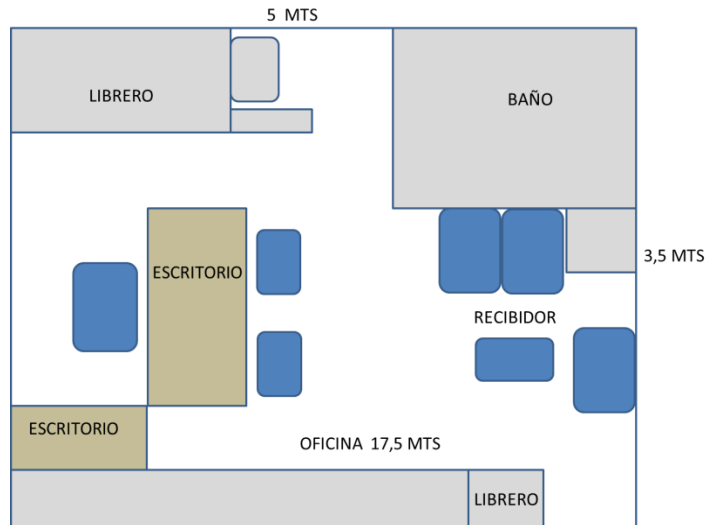 5 MTS
LIBRERO
BAÑO
3,5 MTS
ESCRITORIO
RECIBIDOR
ESCRITORIO
OFICINA 17,5 MTS
LIBRERO